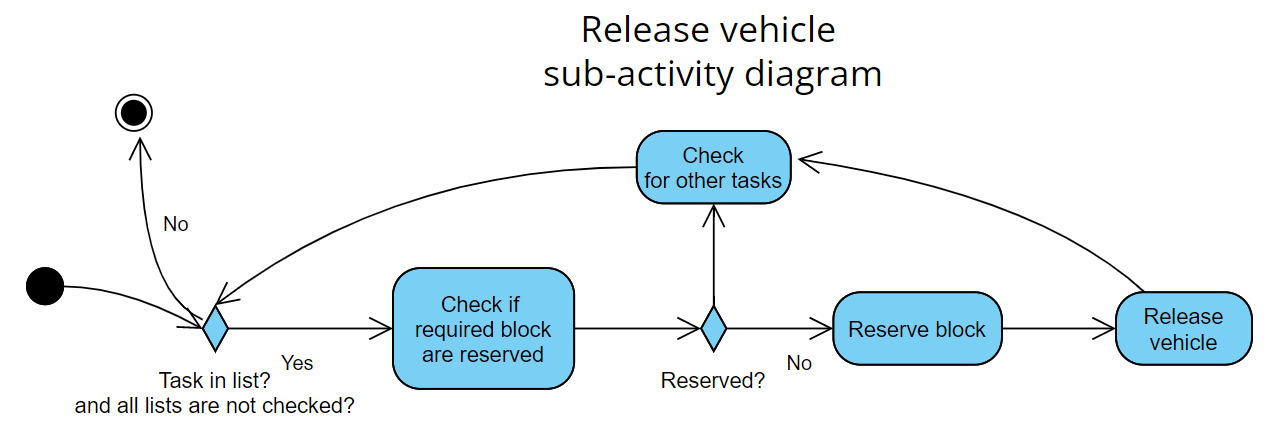 Release vehicle
sub-activity diagram
Check
for other tasks
No
Check if
required block
are reserved
Reserve block
Release
vehicle
Yes
No
Task in list?
and all lists are not checked?
Reserved?